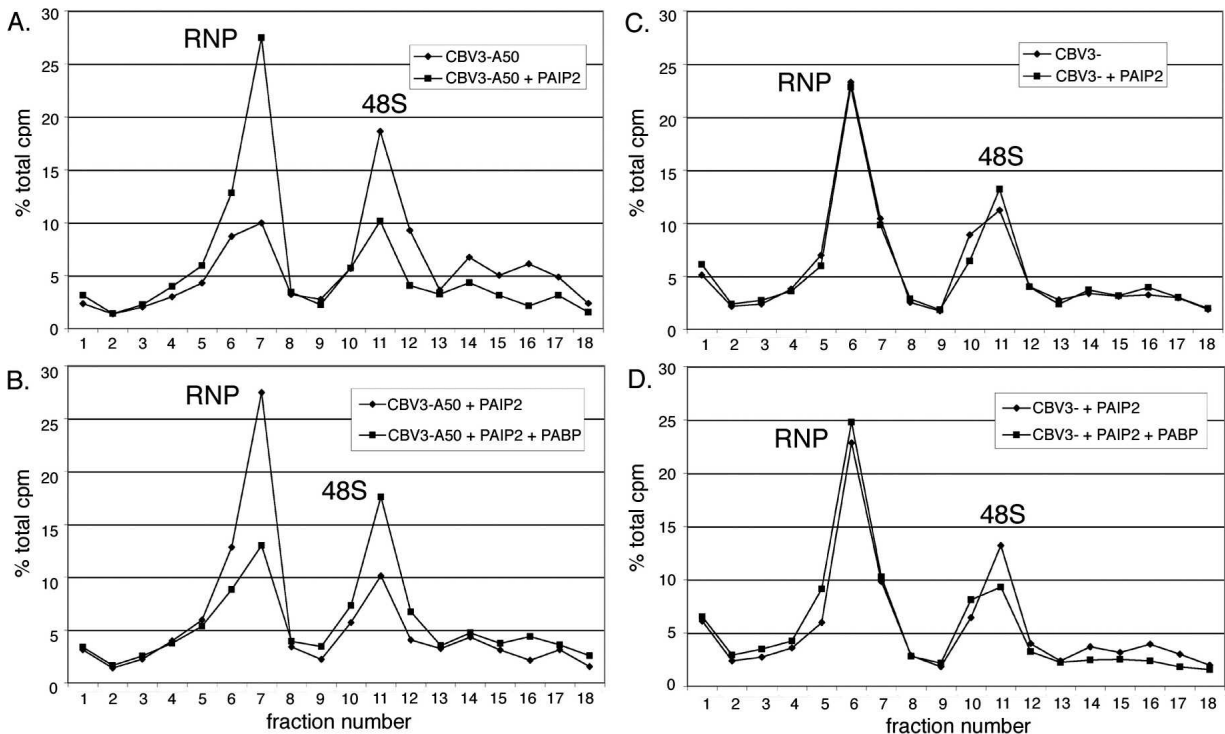 A.
RNP
48S
CBV3-A50
CBV3-A50 + PAIP2
% total cpm
30
25
20
15
10
5
0
1 2 3 4 5 6 7 8 9 10 11 12 13 14 15 16 17 18
C.
RNP
48S
CBV3-
CBV3- + PAIP2
% total cpm
30
25
20
15
10
5
0
1 2 3 4 5 6 7 8 9 10 11 12 13 14 15 16 17 18
B.
RNP
48S
CBV3-A50 + PAIP2
CBV3-A50 + PAIP2 + PABP
% total cpm
30
25
20
15
10
5
0
1 2 3 4 5 6 7 8 9 10 11 12 13 14 15 16 17 18
fraction number
D.
RNP
48S
CBV3- + PAIP2
CBV3- + PAIP2 + PABP
% total cpm
30
25
20
15
10
5
0
1 2 3 4 5 6 7 8 9 10 11 12 13 14 15 16 17 18
fraction number